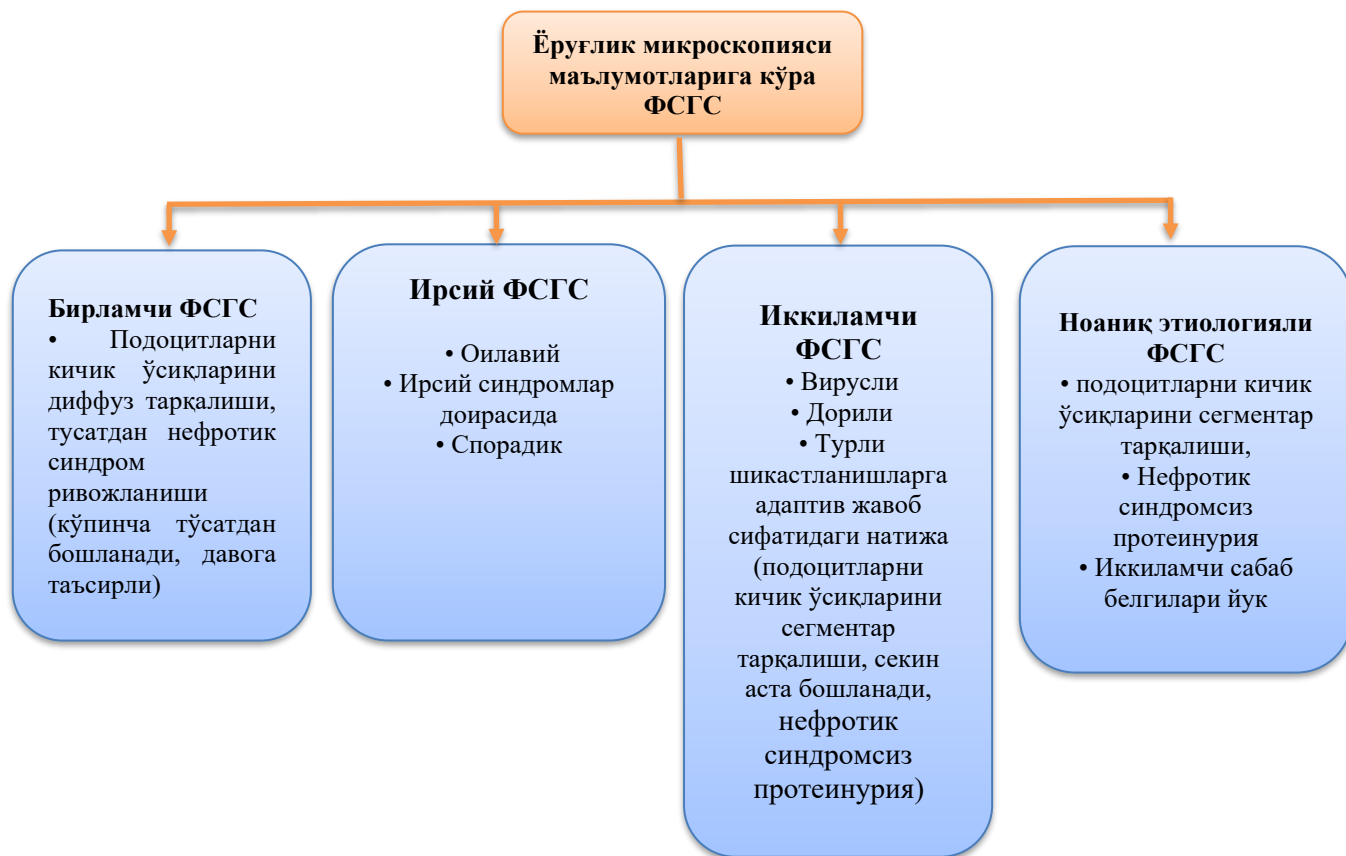 Ёруғлик микроскопияси
маълумотларига кўра
ФСГС
Бирламчи ФСГС
• Подоцитларни
кичик ўсиқларини
диффуз тарқалиши,
тусатдан нефротик
синдром
ривожланиши
(кўпинча тўсатдан
бошланади, давога
таъсирли)
Ирсий ФСГС
• Оилавий
• Ирсий синдромлар
доирасида
• Спорадик
Иккиламчи
ФСГС
• Вирусли
• Дорили
• Турли
шикастланишларга
адаптив жавоб
сифатидаги натижа
(подоцитларни
кичик ўсиқларини
сегментар
тарқалиши, секин
аста бошланади,
нефротик
синдромсиз
протеинурия)
Ноаниқ этиологияли
ФСГС
• подоцитларни кичик
ўсиқларини сегментар
тарқалиши,
• Нефротик
синдромсиз
протеинурия
• Иккиламчи сабаб
белгилари йук